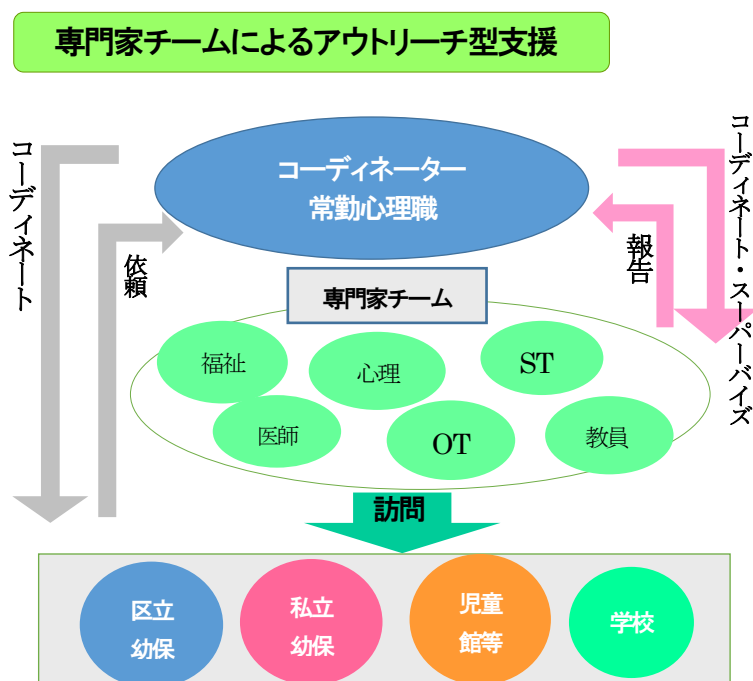 専門家チームによるアウトリーチ型支援
コーディネーター
常勤心理職
コーディネート
依頼
報告
コーディネート・スーパーバイズ
専門家チーム
福祉
心理
ST
医師
OT
教員
訪問
区立
幼保
私立
幼保
児童
館等
学校